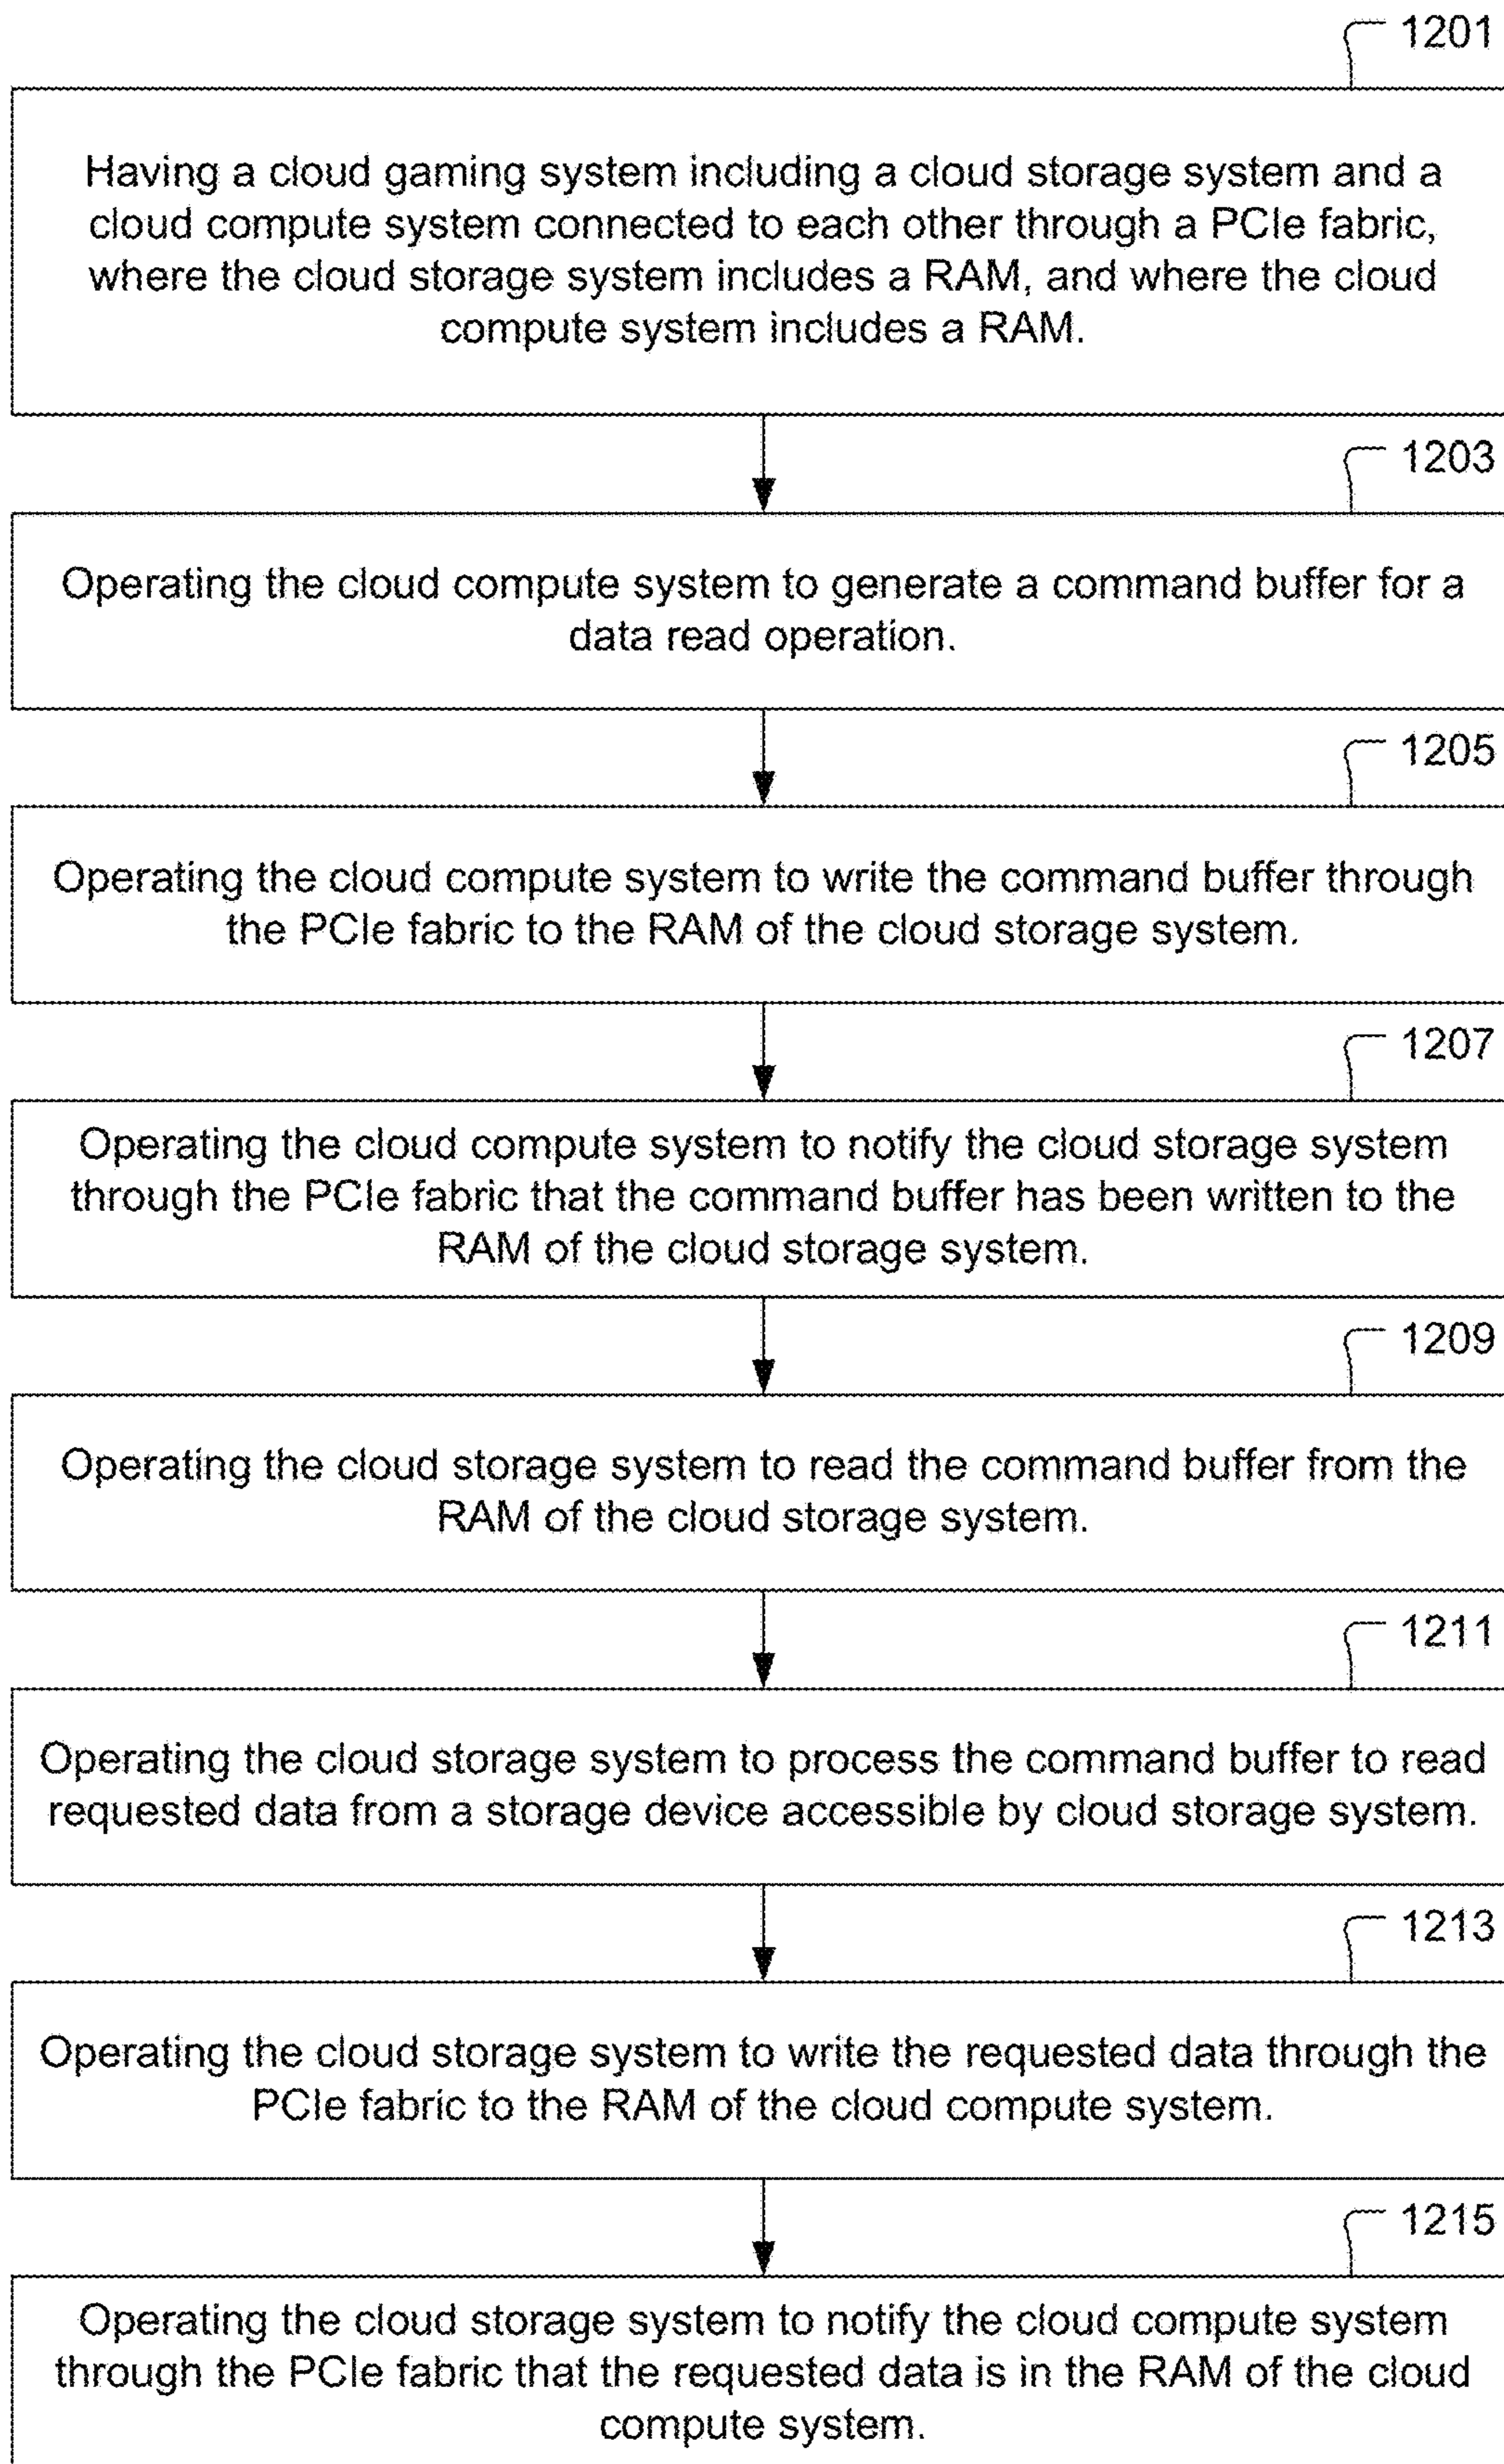 1201
Having a cloud gaming system including a cloud storage system and a
cloud compute system connected to each other through a PCIe fabric,
where the cloud storage system includes a RAM, and where the cloud
compute system includes a RAM.
1203
Operating the cloud compute system to generate a command buffer for a
data read operation.
1205
Operating the cloud compute system to write the command buffer through
the PCIe fabric to the RAM of the cloud storage system.
1207
Operating the cloud compute system to notify the cloud storage system
through the PCIe fabric that the command buffer has been written to the
RAM of the cloud storage system.
1209
Operating the cloud storage system to read the command buffer from the
RAM of the cloud storage system.
1211
Operating the cloud storage system to process the command buffer to read
requested data from a storage device accessible by cloud storage system.
1213
Operating the cloud storage system to write the requested data through the
PCIe fabric to the RAM of the cloud compute system.
1215
Operating the cloud storage system to notify the cloud compute system
through the PCIe fabric that the requested data is in the RAM of the cloud
compute system.